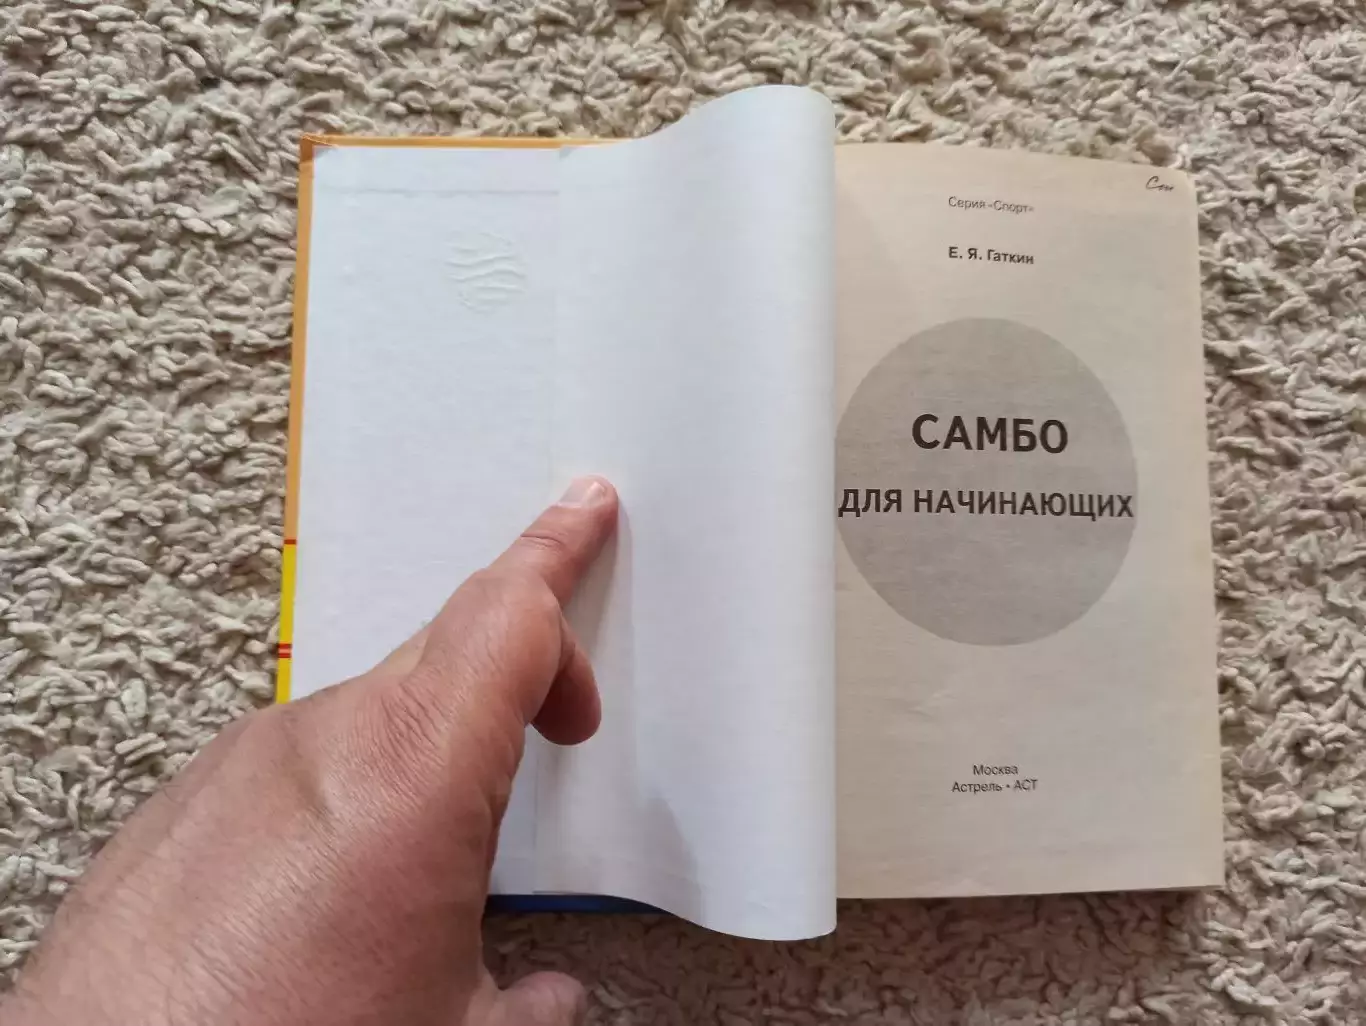 Серия «Спорт»
Е. Я. Гаткин
САМБО
ДЛЯ НАЧИНАЮЩИХ
Москва
Астрель • АСТ